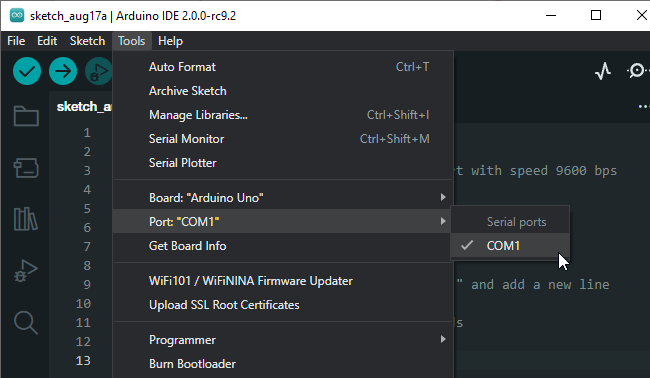 sketch_aug17a | Arduino IDE 2.0.0-rc9.2
File Edit Sketch Tools Help
Auto Format Ctrl+T
Archive Sketch
Manage Libraries... Ctrl+Shift+I
Serial Monitor Ctrl+Shift+M
Serial Plotter
Board: "Arduino Uno"
Port: "COM1"
Get Board Info
WiFi101 / WiFiNINA Firmware Updater
Upload SSL Root Certificates
Programmer
Burn Bootloader
Serial ports
COM1
sketch_au
1
2
3
4
5
6
7
8
9
10
11
12
13
t with speed 9600 bps
" and add a new line
ds